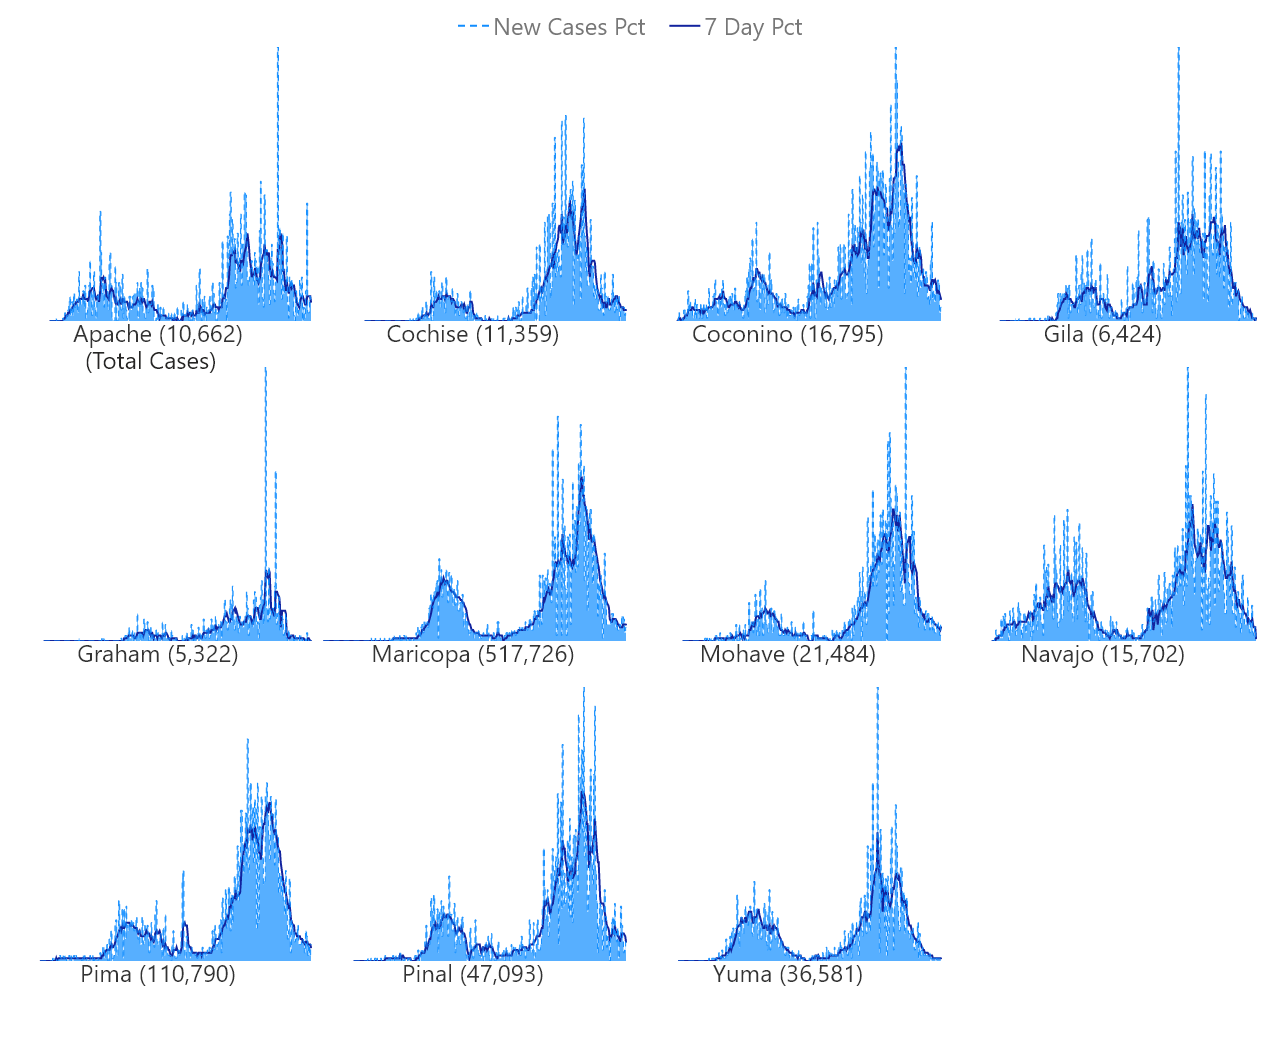 New Cases Pct 7 Day Pct
Apache (10,662) Cochise (11,359) Coconino (16,795) Gila (6,424)
(Total Cases)
Graham (5,322) Maricopa (517,726) Mohave (21,484) Navajo (15,702)
Pima (110,790) Pinal (47,093) Yuma (36,581)